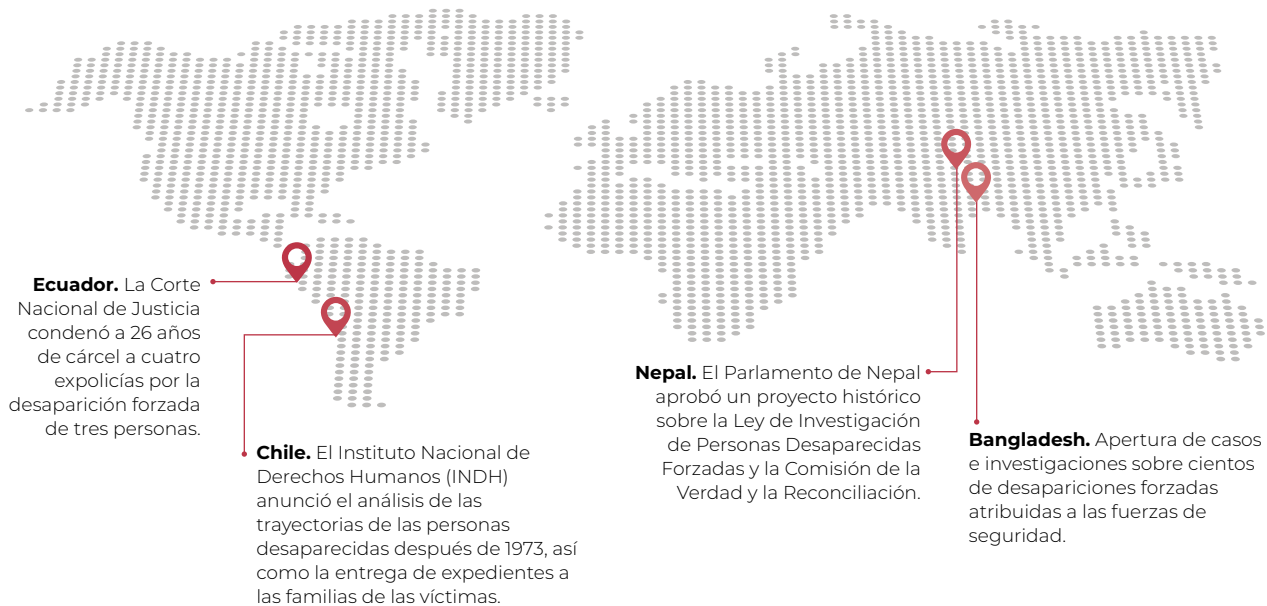 Ecuador. La Corte
Nacional de Justicia
condenó a 26 años
de cárcel a cuatro
expolicías por la
desaparición forzada
de tres personas.
Chile. El Instituto Nacional de
Derechos Humanos (INDH)
anunció el análisis de las
trayectorias de las personas
desaparecidas después de 1973, así
como la entrega de expedientes a
las familias de las víctimas.
Nepal. El Parlamento de Nepal
aprobó un proyecto histórico
sobre la Ley de Investigación
de Personas Desaparecidas
Forzadas y la Comisión de la
Verdad y la Reconciliación.
Bangladesh. Apertura de casos
e investigaciones sobre cientos
de desapariciones forzadas
atribuidas a las fuerzas de
seguridad.